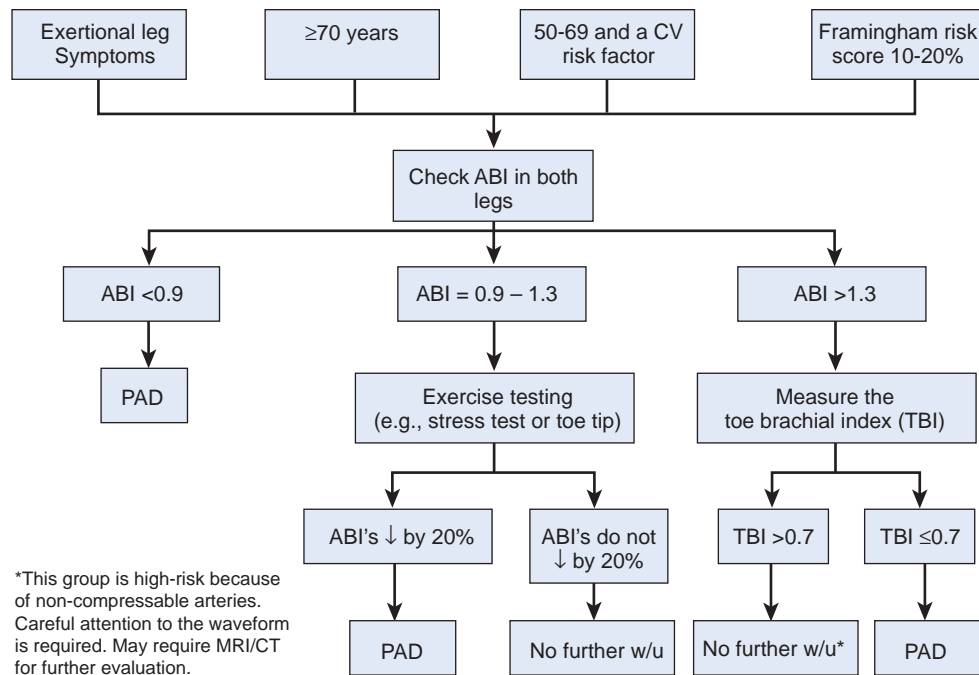 Exertional leg
Symptoms
≥70 years
50-69 and a CV
risk factor
Framingham risk
score 10-20%
Check ABI in both
legs
ABI <0.9
ABI = 0.9 – 1.3
ABI >1.3
PAD
Exercise testing
(e.g., stress test or toe tip)
Measure the
toe brachial index (TBI)
ABI's ↓ by 20%
ABI's do not
↓ by 20%
TBI >0.7
TBI ≤0.7
*This group is high-risk because
of non-compressable arteries.
Careful attention to the waveform
is required. May require MRI/CT
for further evaluation.
PAD
No further w/u
No further w/u*
PAD